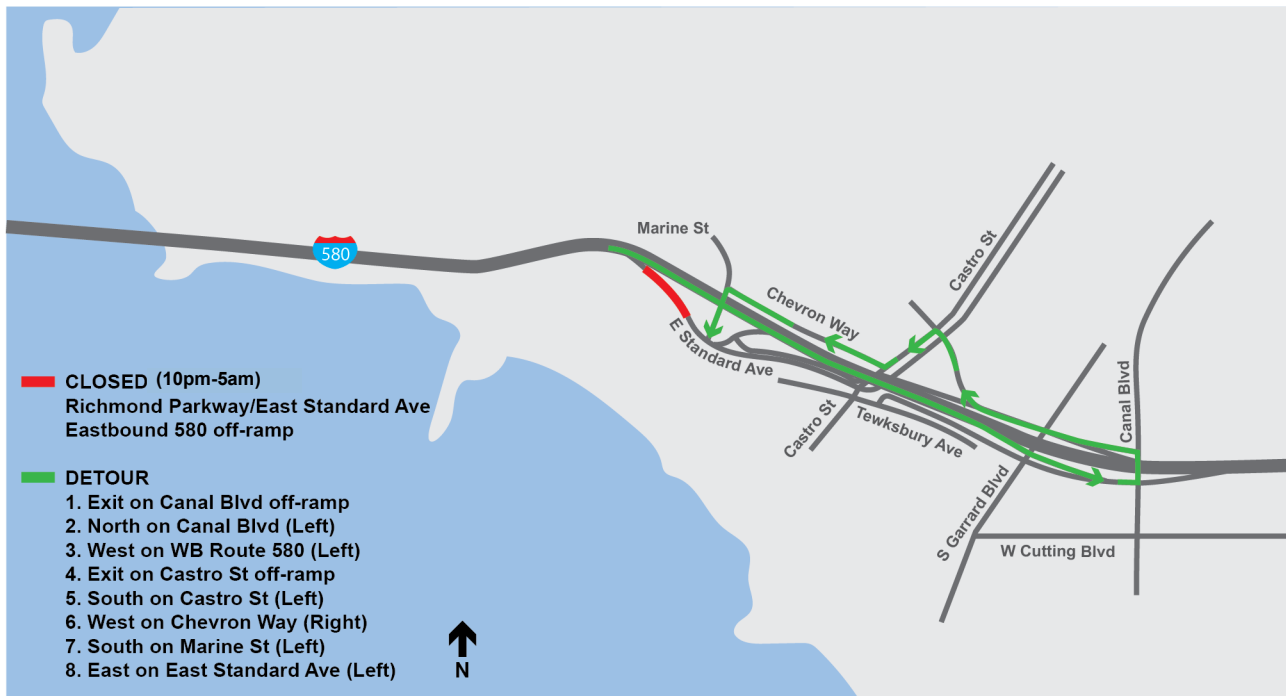 Marine St
580
Castro St
Chevron Way
E Standard Ave
Canal Blvd
Castro St
Tewksbury Ave
S Garrard Blvd
W Cutting Blvd
CLOSED (10pm-5am)
Richmond Parkway/East Standard Ave
Eastbound 580 off-ramp
DETOUR
1. Exit on Canal Blvd off-ramp
2. North on Canal Blvd (Left)
3. West on WB Route 580 (Left)
4. Exit on Castro St off-ramp
5. South on Castro St (Left)
6. West on Chevron Way (Right)
7. South on Marine St (Left)
8. East on East Standard Ave (Left)
N